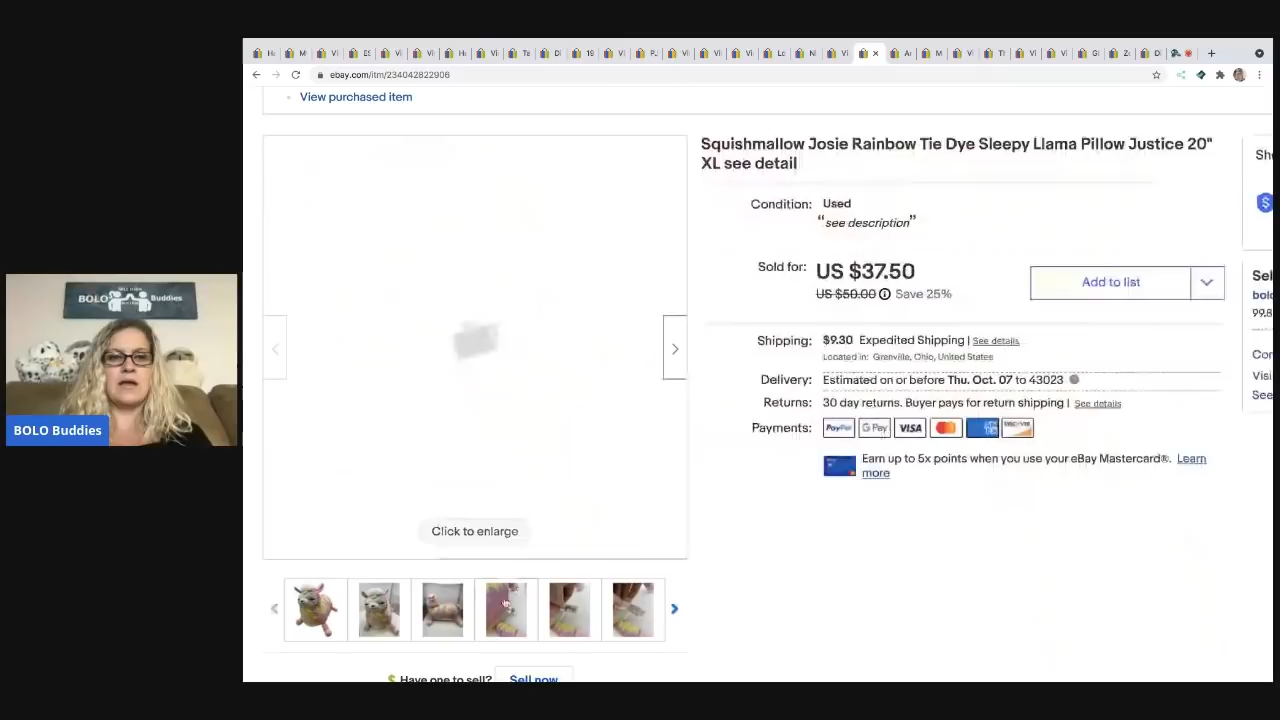 ebay.com/itm/234042822906
View purchased item
Squishmallow Josie Rainbow Tie Dye Sleepy Llama Pillow Justice 20"
XL see detail
Condition: Used
“see description”
Sold for: US $37.50
US $50.00 Save 25%
Add to list
Shipping: $9.30 Expedited Shipping | See details
Located in: Grenville, Ohio, United States
Delivery: Estimated on or before Thu. Oct. 07 to 43023
Returns: 30 day returns. Buyer pays for return shipping | See details
Payments: PayPal G Pay VISA
Earn up to 5x points when you use your eBay Mastercard®. Learn
more
Click to enlarge
Have one to sell? Sell now
BOLO Buddies
BOLO Buddies